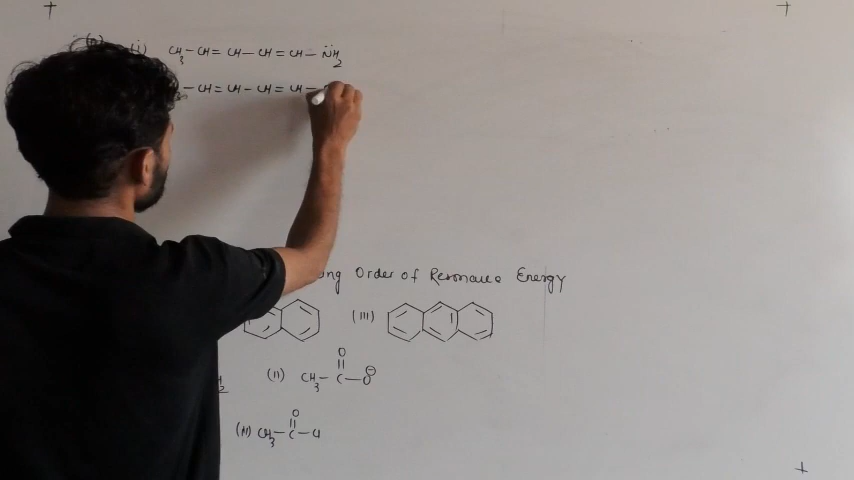 (i) CH3-CH=CH-CH=CH-N̈H2
-CH=CH-CH=CH-
Order of Resonance Energy
(III)
(II) CH3-C(=O)-O⊖
CH3-C(=O)-Cl